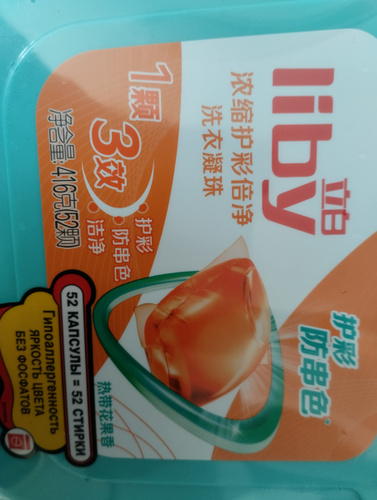 liby
立白
浓缩护彩倍净
洗衣凝珠
1颗
3效
护彩
防串色
洁净
净含量:416克(52颗)
护彩
防串色
热带花果香
52 КАПСУЛЫ = 52 СТИРКИ
Гипоаллергенность
ЯРКОСТЬ ЦВЕТА
БЕЗ ФОСФАТОВ